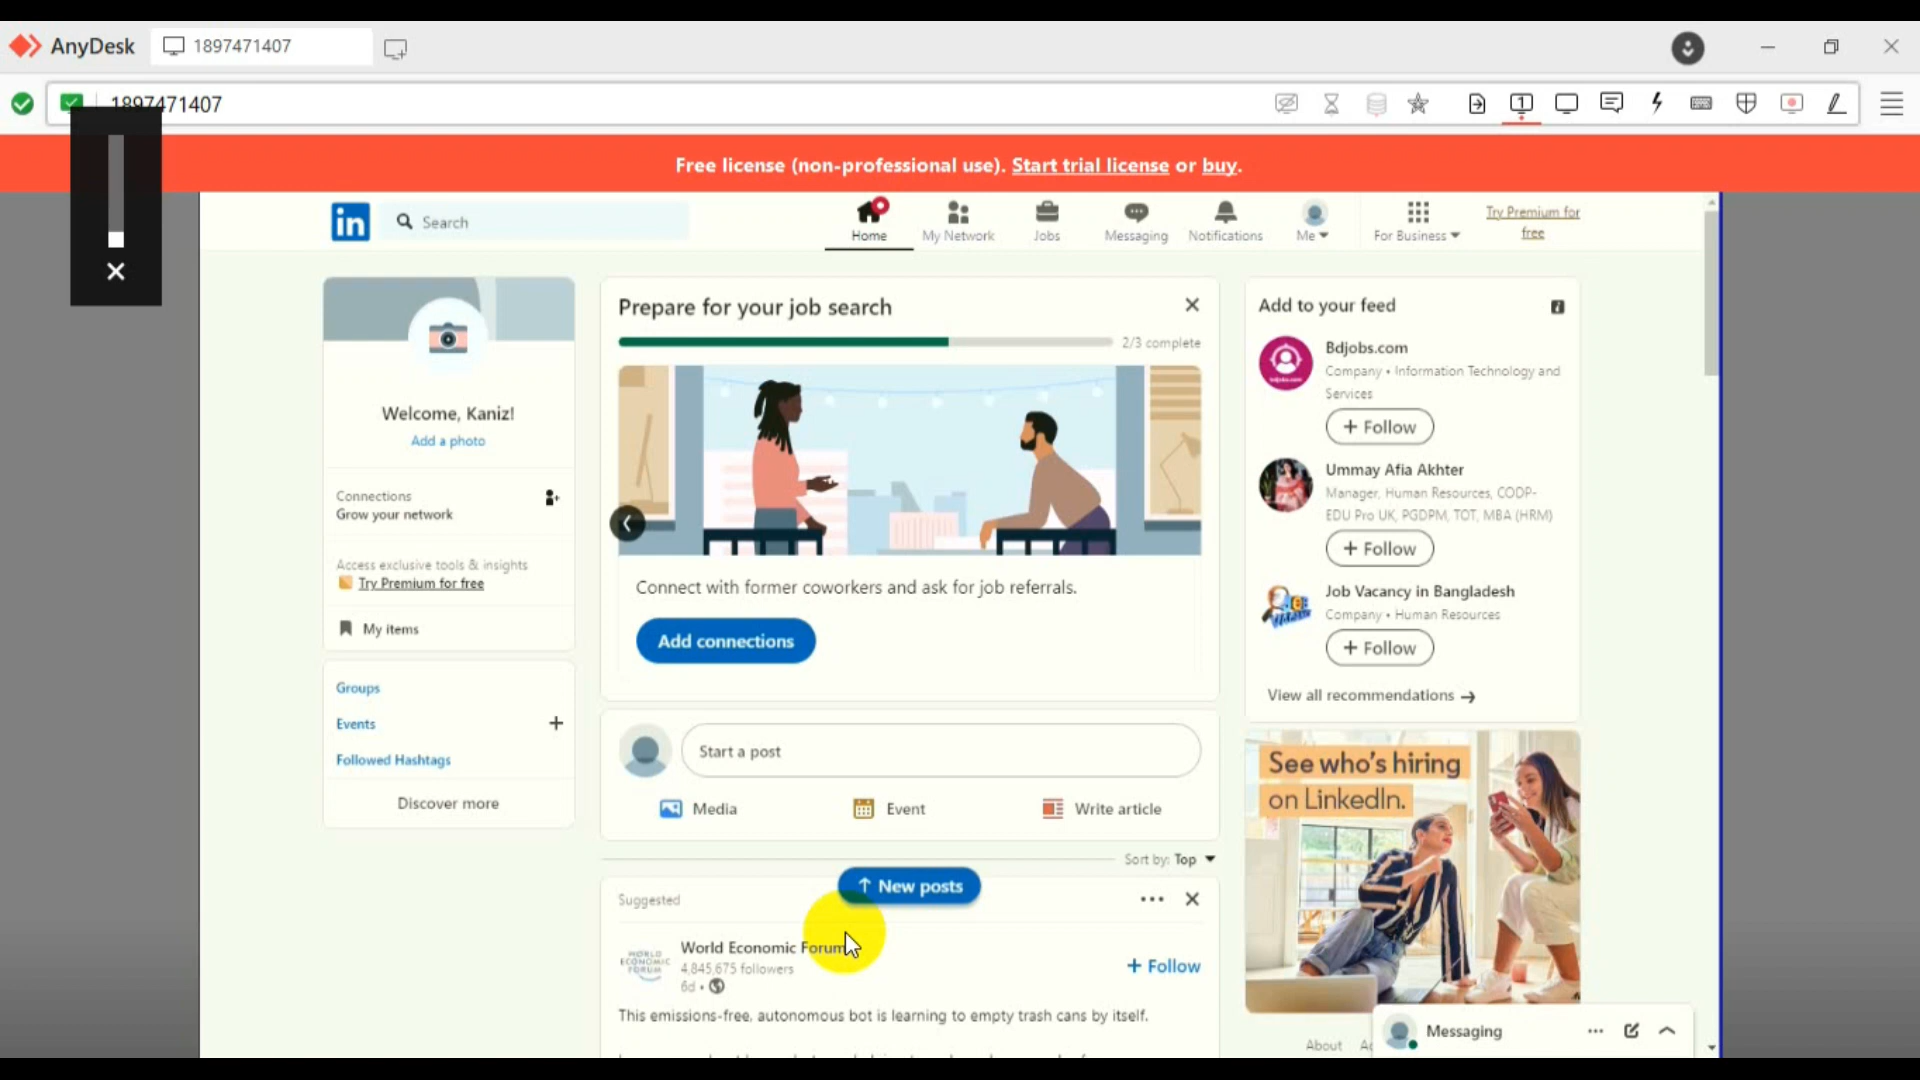 AnyDesk
1897471407
1897471407
Free license (non-professional use). Start trial license or buy.
in
Search
Home
My Network
Jobs
Messaging
Notifications
Me
For Business
Try Premium for
free
Welcome, Kaniz!
Add a photo
Connections
Grow your network
Access exclusive tools & insights
Try Premium for free
My items
Groups
Events
Followed Hashtags
Discover more
Prepare for your job search
2/3 complete
Connect with former coworkers and ask for job referrals.
Add connections
Start a post
Media
Event
Write article
Sort by: Top
New posts
Suggested
WORLD
ECONOMIC
FORUM
World Economic Forum
4,845,675 followers
6d •
+ Follow
This emissions-free, autonomous bot is learning to empty trash cans by itself.
Add to your feed
Bdjobs.com
Company • Information Technology and
Services
+ Follow
Ummay Afia Akhter
Manager, Human Resources, CODP-
EDU Pro UK, PGDPM, TOT, MBA (HRM)
+ Follow
Job Vacancy in Bangladesh
Company • Human Resources
+ Follow
View all recommendations →
See who's hiring
on LinkedIn.
About
Messaging